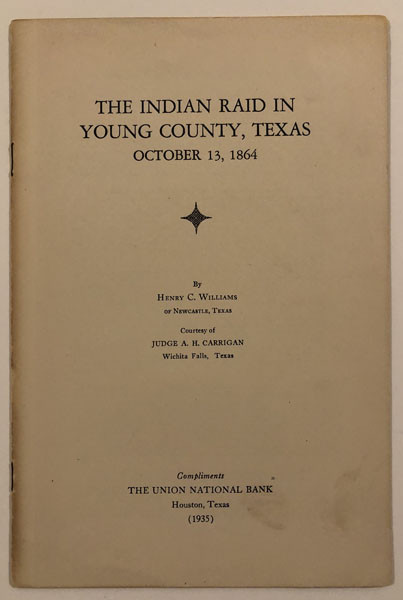 THE INDIAN RAID IN
YOUNG COUNTY, TEXAS
OCTOBER 13, 1864
By
HENRY C. WILLIAMS
OF NEWCASTLE, TEXAS
Courtesy of
JUDGE A. H. CARRIGAN
Wichita Falls, Texas
Compliments
THE UNION NATIONAL BANK
Houston, Texas
(1935)